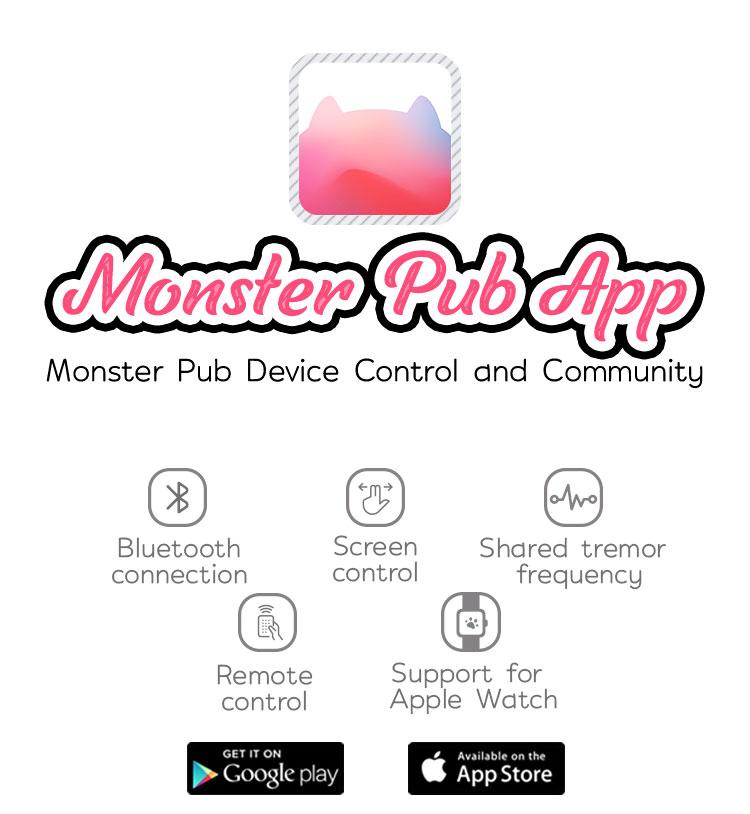 Monster Pub App
Monster Pub Device Control and Community
Bluetooth
connection
Screen
control
Shared tremor
frequency
Remote
control
Support for
Apple Watch
GET IT ON
Google play
Available on the
App Store